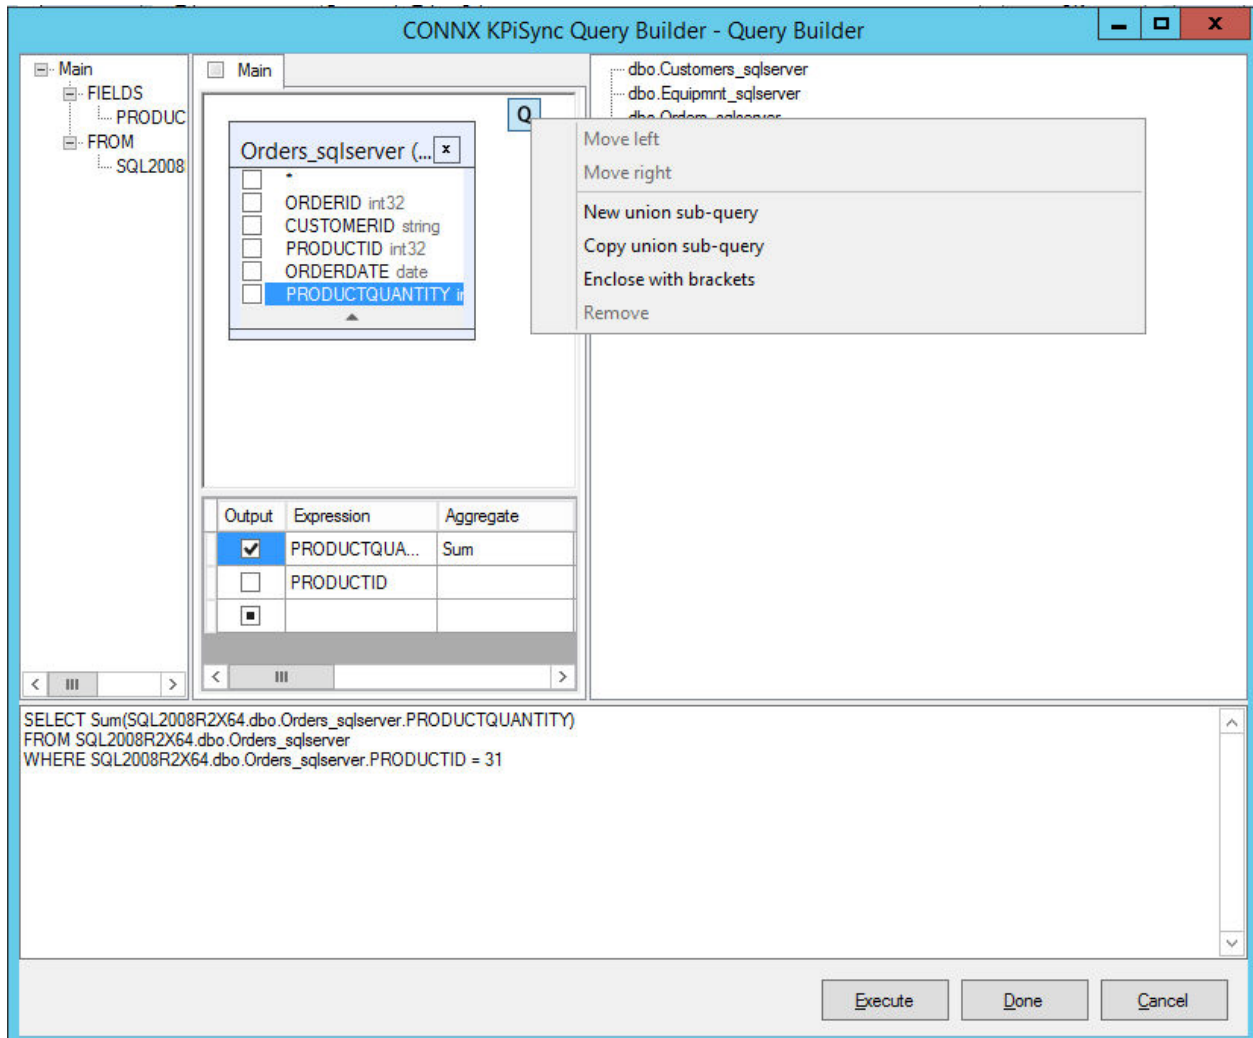 CONNX KPiSync Query Builder - Query Builder
Main
FIELDS
PRODUC
FROM
SQL2008
Main
Q
Orders_sqlserver (... x
*
ORDERID int32
CUSTOMERID string
PRODUCTID int32
ORDERDATE date
PRODUCTQUANTITY in
dbo.Customers_sqlserver
dbo.Equipmnt_sqlserver
dbo.Orders_sqlserver
Move left
Move right
New union sub-query
Copy union sub-query
Enclose with brackets
Remove
Output Expression Aggregate
PRODUCTQUA... Sum
PRODUCTID
SELECT Sum(SQL2008R2X64.dbo.Orders_sqlserver.PRODUCTQUANTITY)
FROM SQL2008R2X64.dbo.Orders_sqlserver
WHERE SQL2008R2X64.dbo.Orders_sqlserver.PRODUCTID = 31
Execute Done Cancel